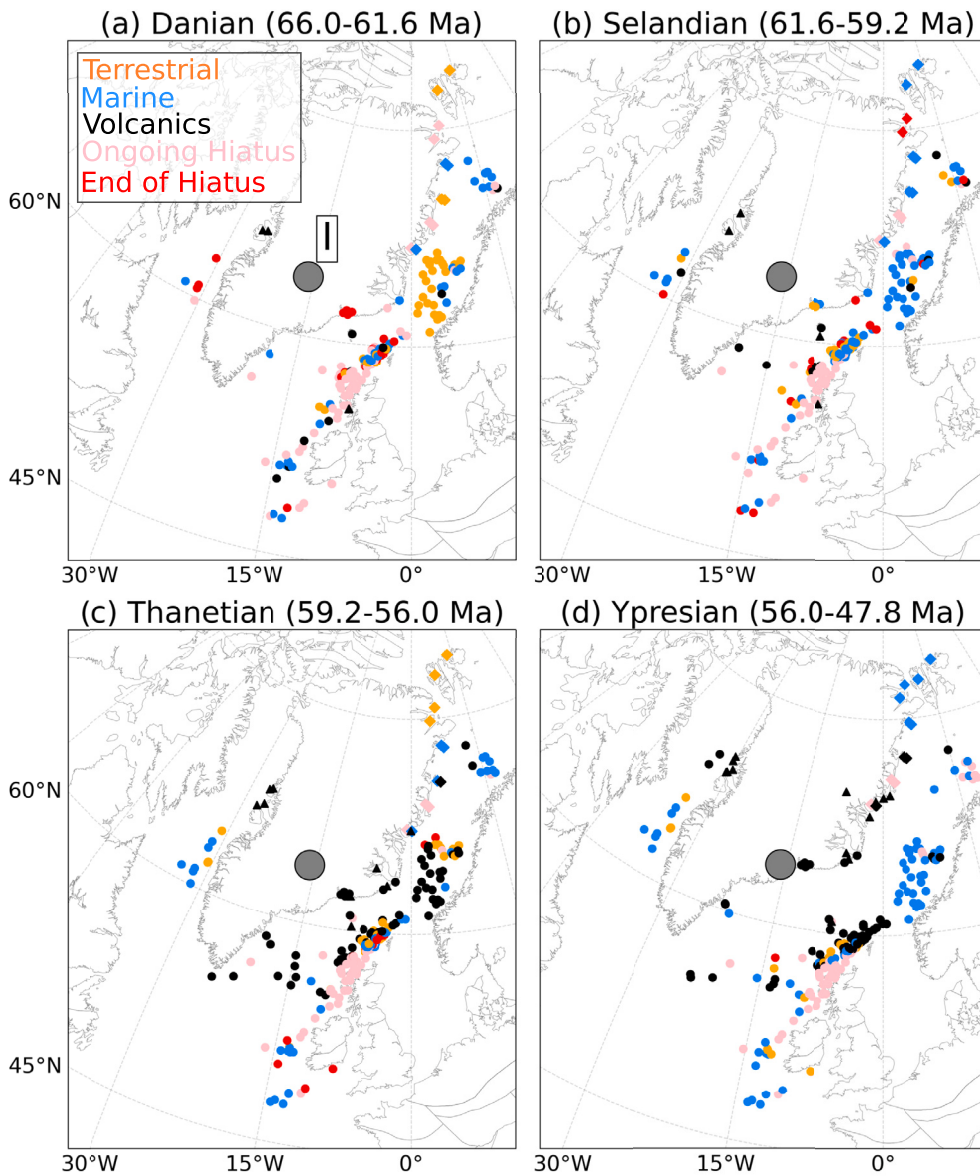 (a) Danian (66.0-61.6 Ma)
(b) Selandian (61.6-59.2 Ma)
Terrestrial
Marine
Volcanics
Ongoing Hiatus
End of Hiatus
I
60°N
45°N
30°W 15°W 0°
30°W 15°W 0°
(c) Thanetian (59.2-56.0 Ma)
(d) Ypresian (56.0-47.8 Ma)
60°N
45°N
30°W 15°W 0°
30°W 15°W 0°